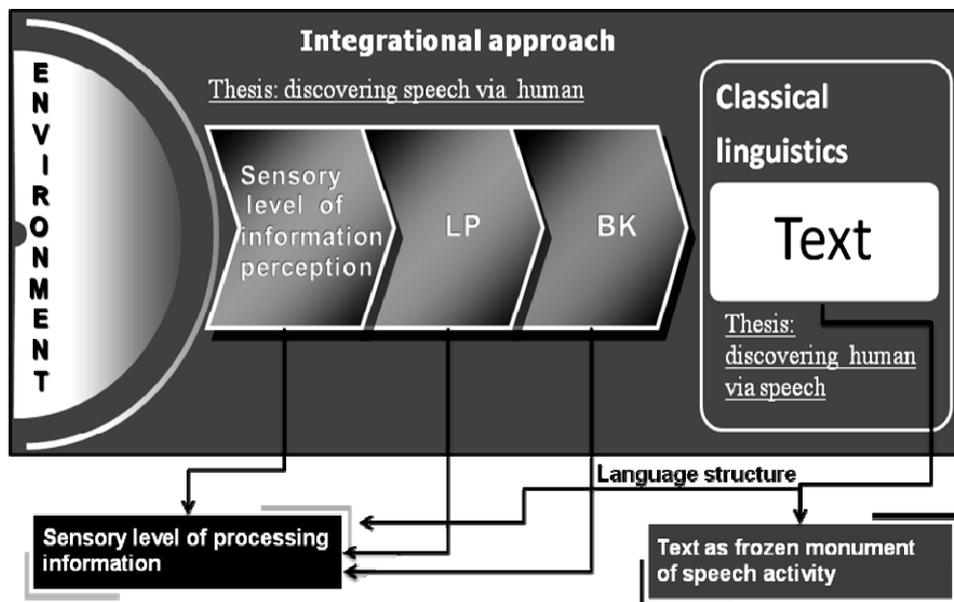 Integrational approach
Thesis: discovering speech via human
ENVIRONMENT
Sensory
level of
information
perception
LP
BK
Classical
linguistics
Text
Thesis:
discovering human
via speech
Language structure
Sensory level of processing
information
Text as frozen monument
of speech activity